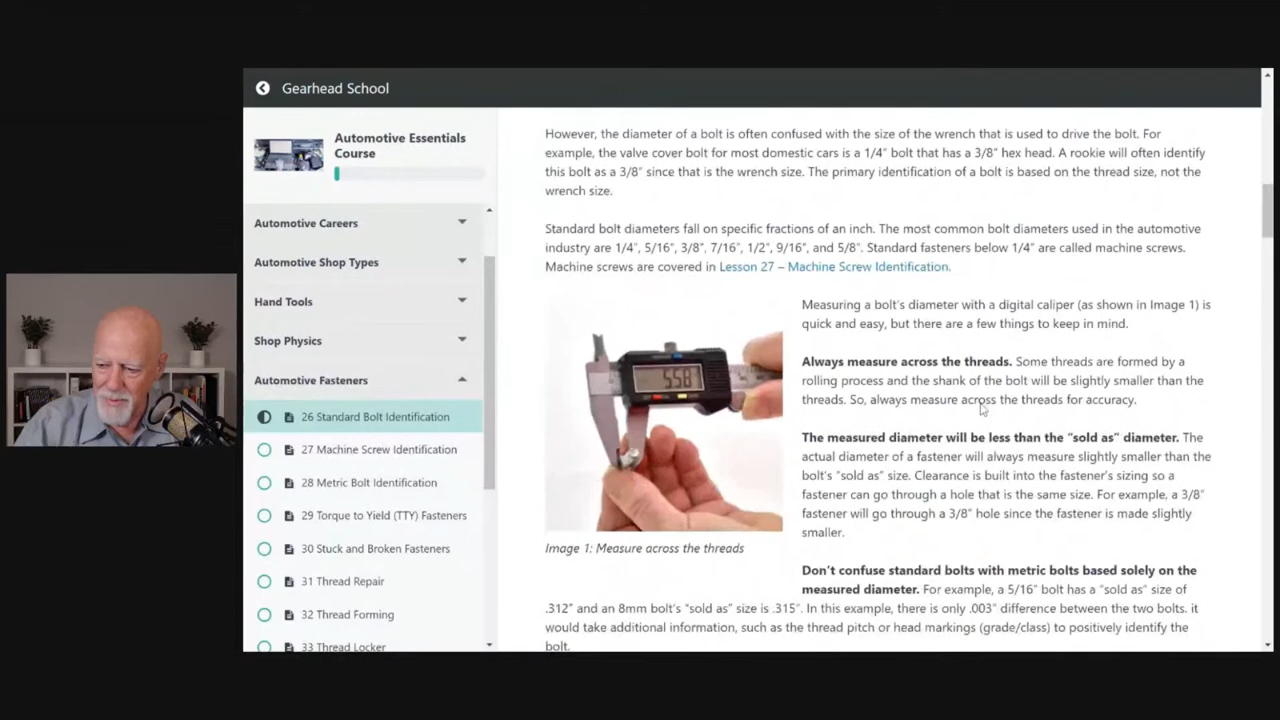 Gearhead School
Automotive Essentials
Course
Automotive Careers
Automotive Shop Types
Hand Tools
Shop Physics
Automotive Fasteners
26 Standard Bolt Identification
27 Machine Screw Identification
28 Metric Bolt Identification
29 Torque to Yield (TTY) Fasteners
30 Stuck and Broken Fasteners
31 Thread Repair
32 Thread Forming
33 Thread Locker
However, the diameter of a bolt is often confused with the size of the wrench that is used to drive the bolt. For
example, the valve cover bolt for most domestic cars is a 1/4″ bolt that has a 3/8″ hex head. A rookie will often identify
this bolt as a 3/8″ since that is the wrench size. The primary identification of a bolt is based on the thread size, not the
wrench size.
Standard bolt diameters fall on specific fractions of an inch. The most common bolt diameters used in the automotive
industry are 1/4″, 5/16″, 3/8″, 7/16″, 1/2″, 9/16″, and 5/8″. Standard fasteners below 1/4″ are called machine screws.
Machine screws are covered in Lesson 27 – Machine Screw Identification.
5.58
Image 1: Measure across the threads
Measuring a bolt's diameter with a digital caliper (as shown in Image 1) is
quick and easy, but there are a few things to keep in mind.
Always measure across the threads. Some threads are formed by a
rolling process and the shank of the bolt will be slightly smaller than the
threads. So, always measure across the threads for accuracy.
The measured diameter will be less than the "sold as" diameter. The
actual diameter of a fastener will always measure slightly smaller than the
bolt's "sold as" size. Clearance is built into the fastener's sizing so a
fastener can go through a hole that is the same size. For example, a 3/8″
fastener will go through a 3/8″ hole since the fastener is made slightly
smaller.
Don't confuse standard bolts with metric bolts based solely on the
measured diameter. For example, a 5/16″ bolt has a "sold as" size of
.312″ and an 8mm bolt's "sold as" size is .315″. In this example, there is only .003″ difference between the two bolts. it
would take additional information, such as the thread pitch or head markings (grade/class) to positively identify the
bolt.